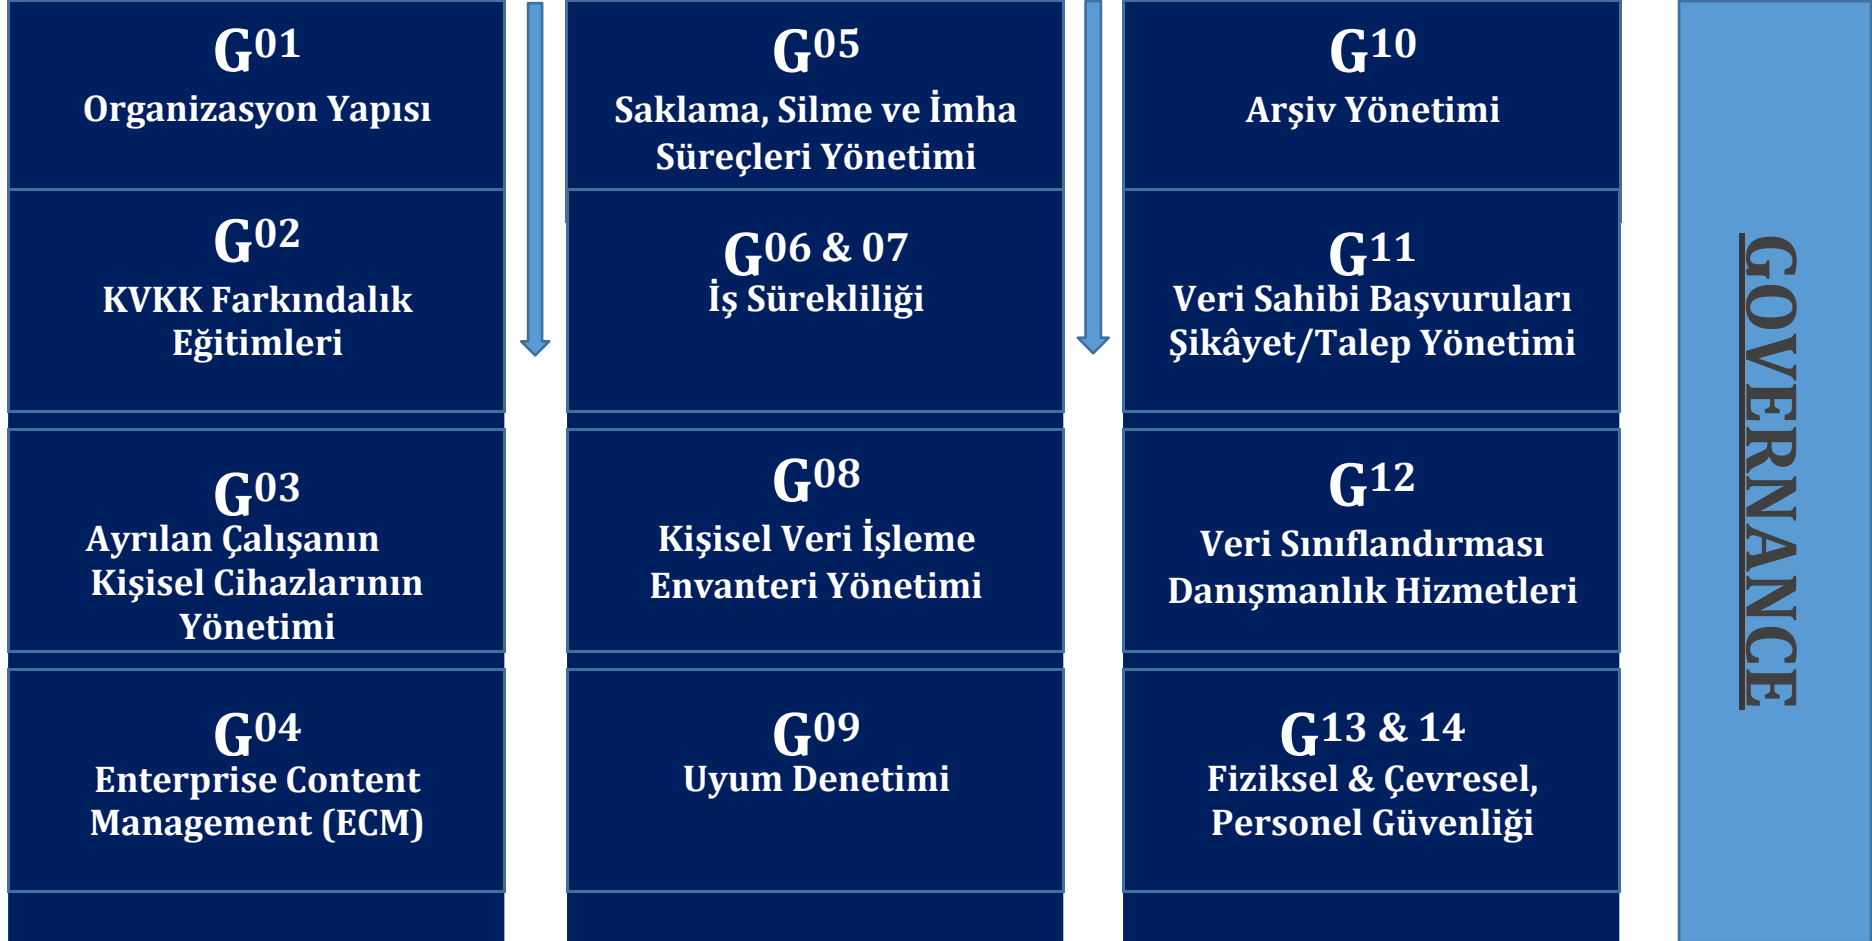 G01
Organizasyon Yapısı
G02
KVKK Farkındalık
Eğitimleri
G03
Ayrılan Çalışanın
Kişisel Cihazlarının
Yönetimi
G04
Enterprise Content
Management (ECM)
G05
Saklama, Silme ve İmha
Süreçleri Yönetimi
G06 & 07
İş Sürekliliği
G08
Kişisel Veri İşleme
Envanteri Yönetimi
G09
Uyum Denetimi
G10
Arşiv Yönetimi
G11
Veri Sahibi Başvuruları
Şikâyet/Talep Yönetimi
G12
Veri Sınıflandırması
Danışmanlık Hizmetleri
G13 & 14
Fiziksel & Çevresel,
Personel Güvenliği
GOVERNANCE